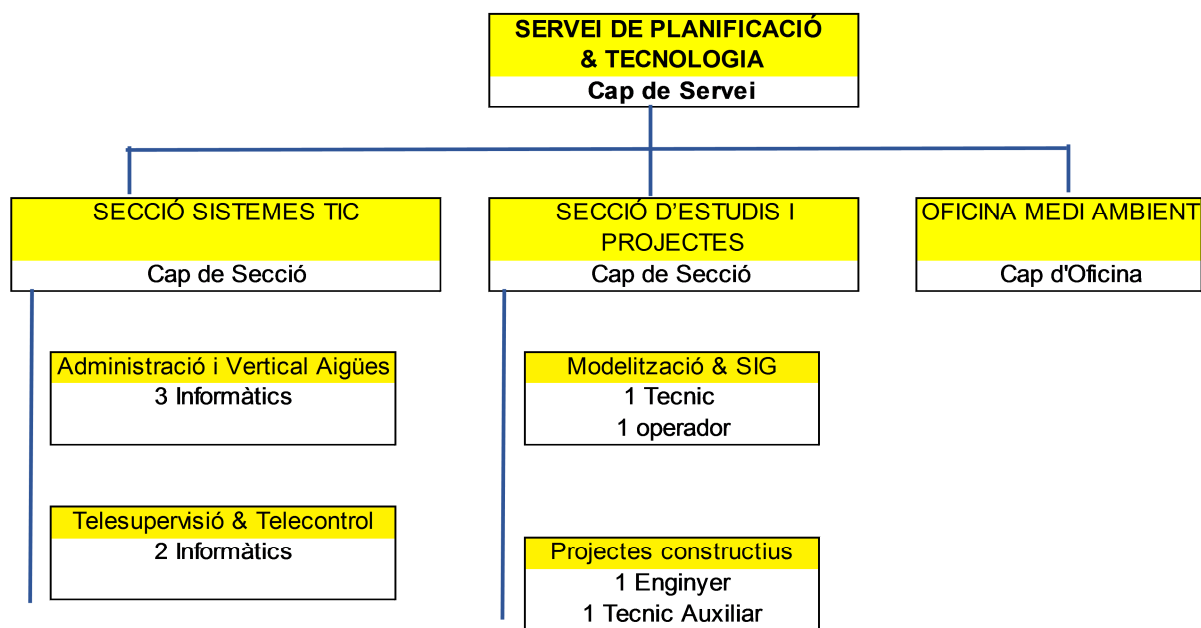 SERVEI DE PLANIFICACIÓ
& TECNOLOGIA
Cap de Servei
SECCIÓ SISTEMES TIC
Cap de Secció
SECCIÓ D'ESTUDIS I
PROJECTES
Cap de Secció
OFICINA MEDI AMBIENT
Cap d'Oficina
Administració i Vertical Aigües
3 Informàtics
Modelització & SIG
1 Tecnic
1 operador
Telesupervisió & Telecontrol
2 Informàtics
Projectes constructius
1 Enginyer
1 Tecnic Auxiliar